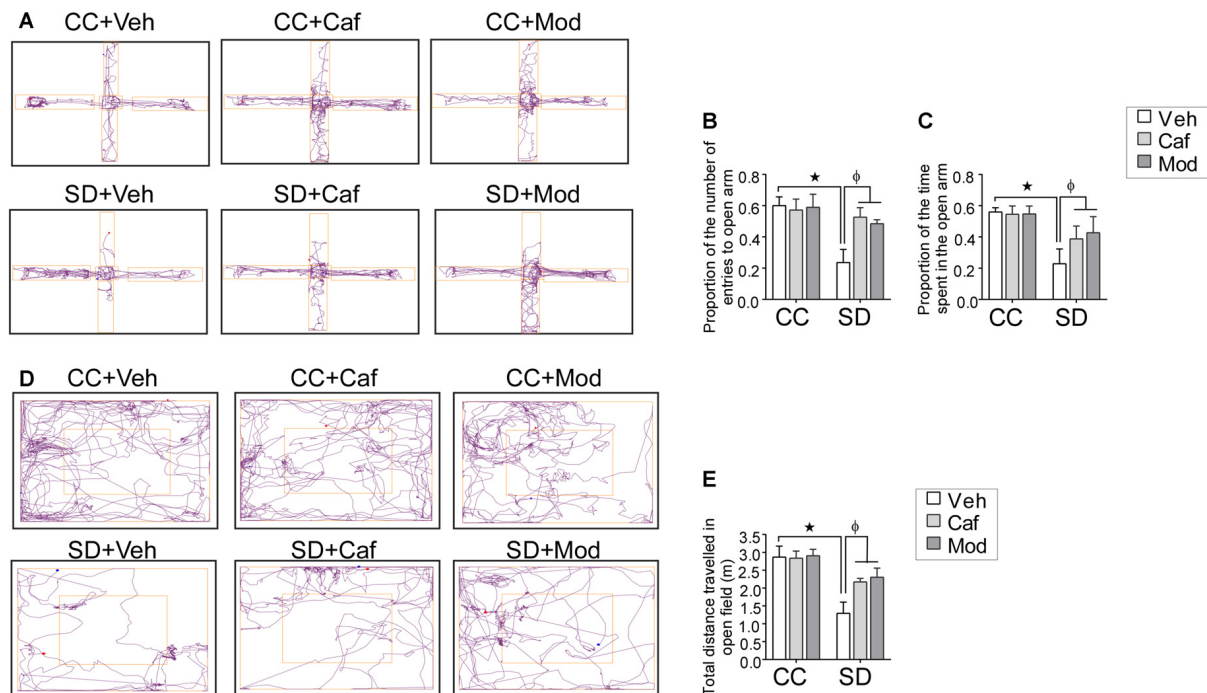 A
CC+Veh
CC+Caf
CC+Mod
SD+Veh
SD+Caf
SD+Mod
B
Proportion of the number of
entries to open arm
0.8
0.6
0.4
0.2
0.0
★
ϕ
CC
SD
C
Proportion of the time
spent in the open arm
0.8
0.6
0.4
0.2
0.0
★
ϕ
CC
SD
Veh
Caf
Mod
D
CC+Veh
CC+Caf
CC+Mod
SD+Veh
SD+Caf
SD+Mod
E
Total distance travelled in
open field (m)
3.5
3.0
2.5
2.0
1.5
1.0
0.5
0.0
★
ϕ
CC
SD
Veh
Caf
Mod